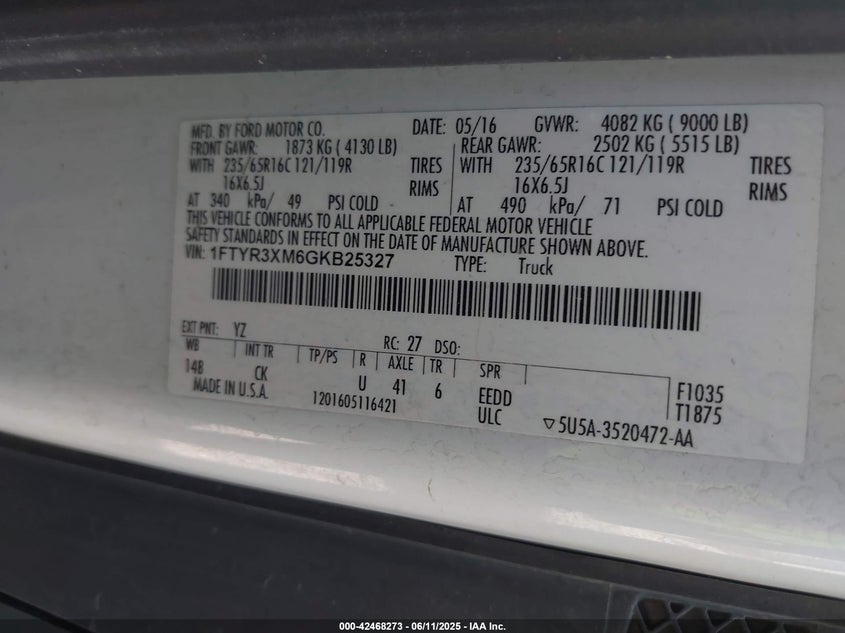 MFD. BY FORD MOTOR CO. DATE: 05/16 GVWR: 4082 KG ( 9000 LB)
FRONT GAWR: 1873 KG ( 4130 LB) REAR GAWR: 2502 KG ( 5515 LB)
WITH 235/65R16C 121/119R TIRES WITH 235/65R16C 121/119R TIRES
16X6.5J RIMS 16X6.5J RIMS
AT 340 kPa/ 49 PSI COLD AT 490 kPa/ 71 PSI COLD
THIS VEHICLE CONFORMS TO ALL APPLICABLE FEDERAL MOTOR VEHICLE
SAFETY STANDARDS IN EFFECT ON THE DATE OF MANUFACTURE SHOWN ABOVE.
VIN: 1FTYR3XM6GKB25327 TYPE: Truck
EXT PNT: YZ RC: 27 DSO:
WB INT TR TP/PS R AXLE TR SPR
148 CK U 41 6 EEDD F1035
MADE IN U.S.A. 1201605116421 ULC T1875
▽5U5A-3520472-AA
000-42468273 - 06/11/2025 - IAA Inc.